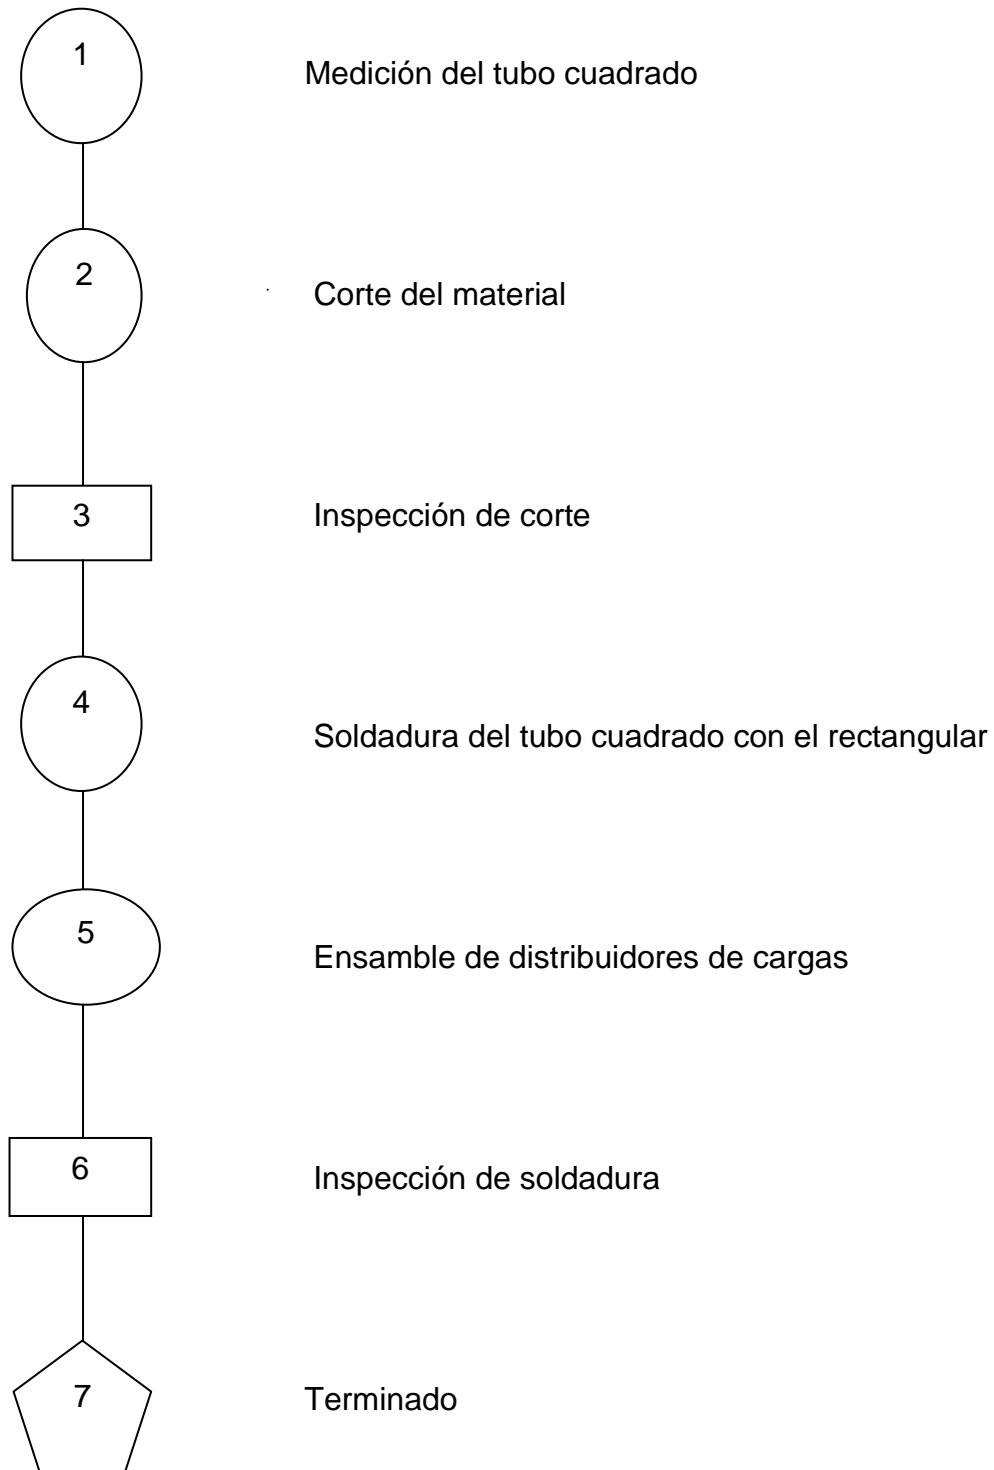 1
Medición del tubo cuadrado
2
Corte del material
3
Inspección de corte
4
Soldadura del tubo cuadrado con el rectangular
5
Ensamble de distribuidores de cargas
6
Inspección de soldadura
7
Terminado